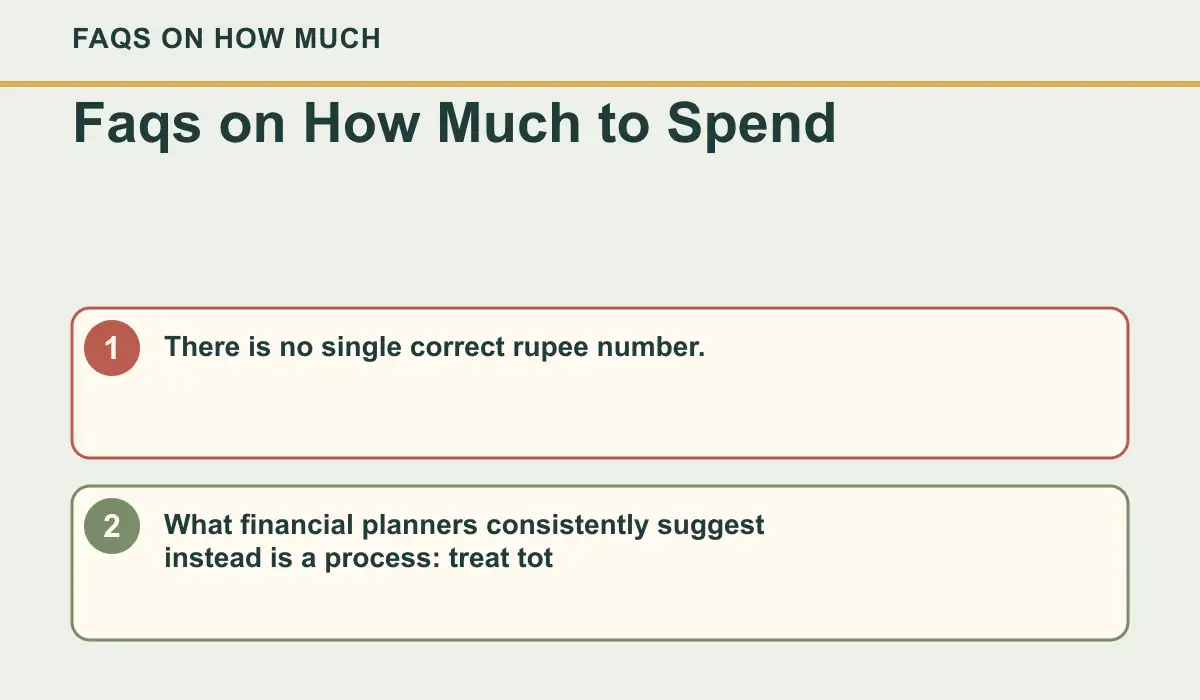 FAQS ON HOW MUCH
Faqs on How Much to Spend
1
There is no single correct rupee number.
2
What financial planners consistently suggest
instead is a process: treat tot